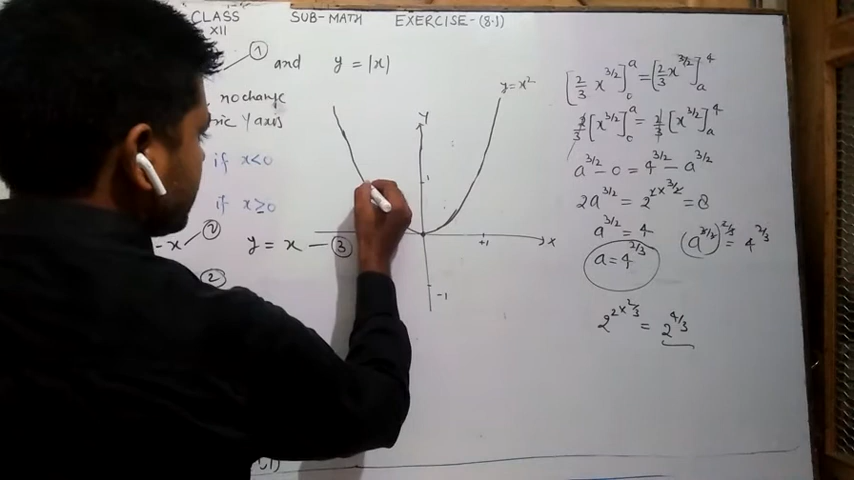 CLASS SUB-MATH EXERCISE-(8.1)
XII
① and y = |x|
no change
Y axis
if x<0
if x≥0
-x ②
y = x — ③
②
y=x²
Y
1
+1
x
-1
[2/3 x^3/2]₀^a = [2/3 x^3/2]ₐ^4
2/3 [x^3/2]₀^a = 2/3 [x^3/2]ₐ^4
a^3/2 - 0 = 4^3/2 - a^3/2
2a^3/2 = 2^2×3/2 = 8
a^3/2 = 4
(a^3/2)^2/3 = 4^2/3
a = 4^2/3
2^2×2/3 = 2^4/3